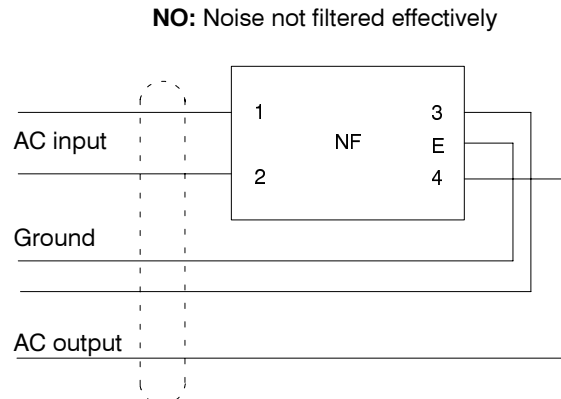 NO: Noise not filtered effectively
1
3
AC input
NF
E
2
4
Ground
AC output